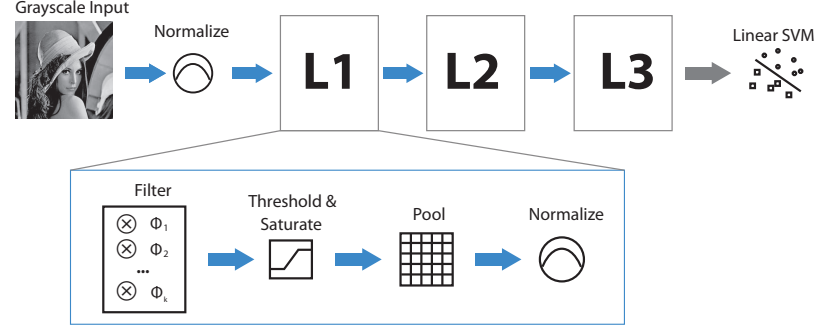 Grayscale Input
Normalize
L1
L2
L3
Linear SVM
Filter
Φ1
Φ2
...
Φk
Threshold &
Saturate
Pool
Normalize